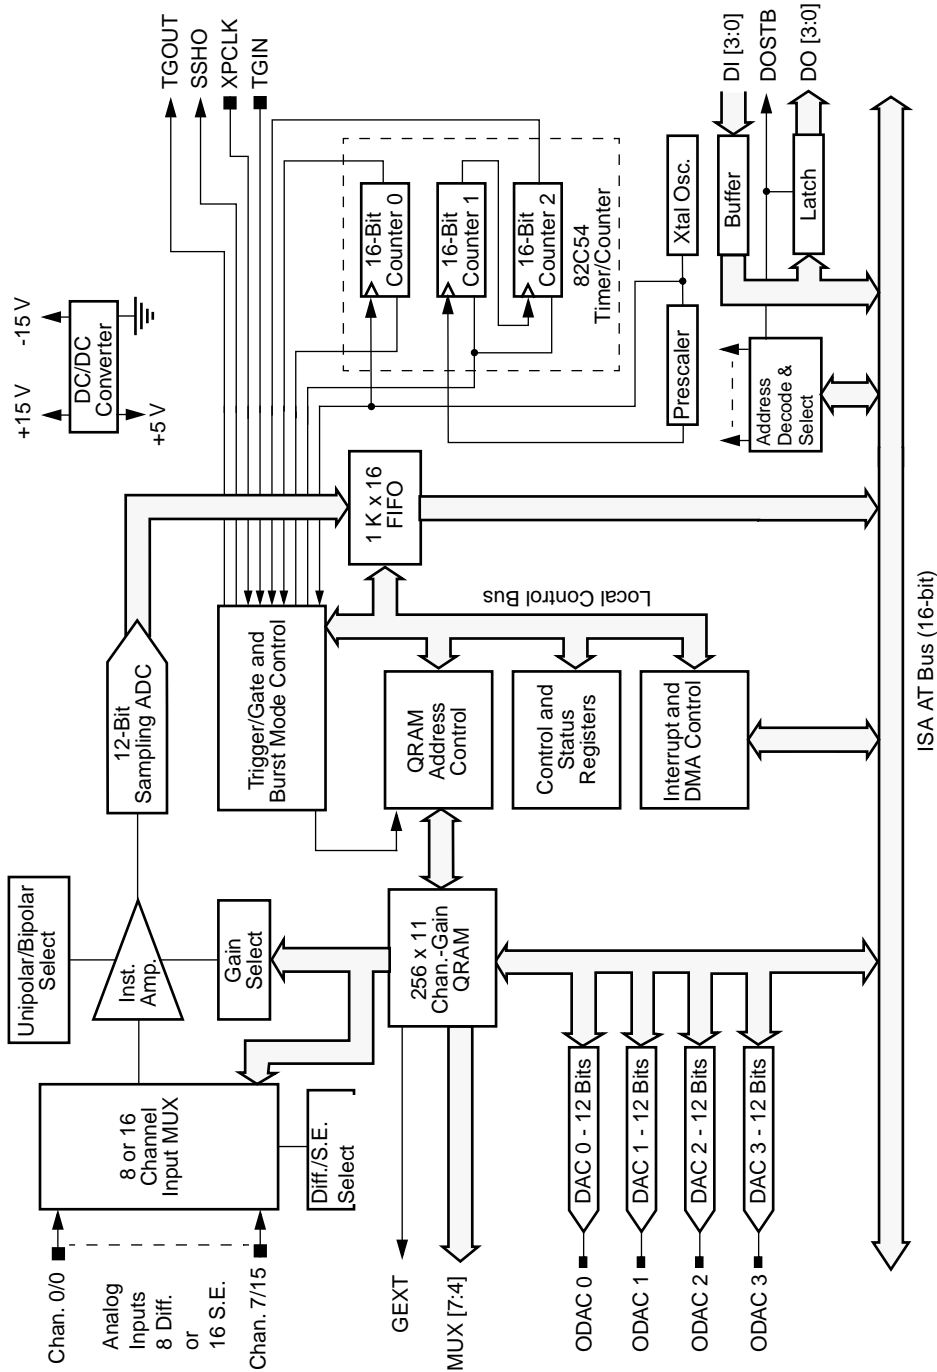 Chan. 0/0
Analog
Inputs
8 Diff.
or
16 S.E.
Chan. 7/15
8 or 16
Channel
Input MUX
Diff./S.E.
Select
Unipolar/Bipolar
Select
Inst.
Amp.
Gain
Select
12-Bit
Sampling ADC
+15 V
-15 V
DC/DC
Converter
+5 V
TGOUT
SSHO
XPCLK
TGIN
Trigger/Gate and
Burst Mode Control
16-Bit
Counter 0
16-Bit
Counter 1
16-Bit
Counter 2
82C54
Timer/Counter
1 K x 16
FIFO
Local Control Bus
GEXT
MUX [7:4]
256 x 11
Chan.-Gain
QRAM
QRAM
Address
Control
Control and
Status
Registers
Interrupt and
DMA Control
Prescaler
Xtal Osc.
Address
Decode &
Select
Buffer
Latch
DI [3:0]
DOSTB
DO [3:0]
ODAC 0
DAC 0 - 12 Bits
ODAC 1
DAC 1 - 12 Bits
ODAC 2
DAC 2 - 12 Bits
ODAC 3
DAC 3 - 12 Bits
ISA AT Bus (16-bit)